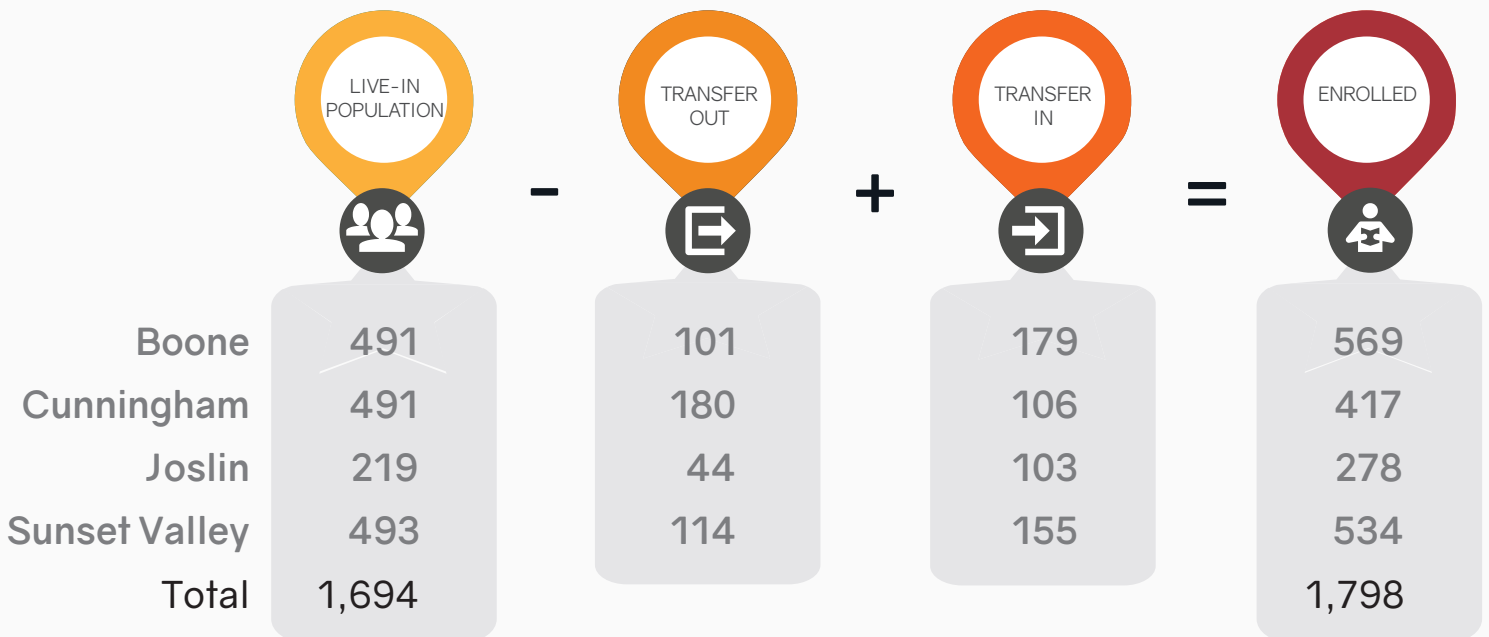 LIVE-IN
POPULATION
TRANSFER
OUT
TRANSFER
IN
ENROLLED
- + =
Boone 491 101 179 569
Cunningham 491 180 106 417
Joslin 219 44 103 278
Sunset Valley 493 114 155 534
Total 1,694 1,798